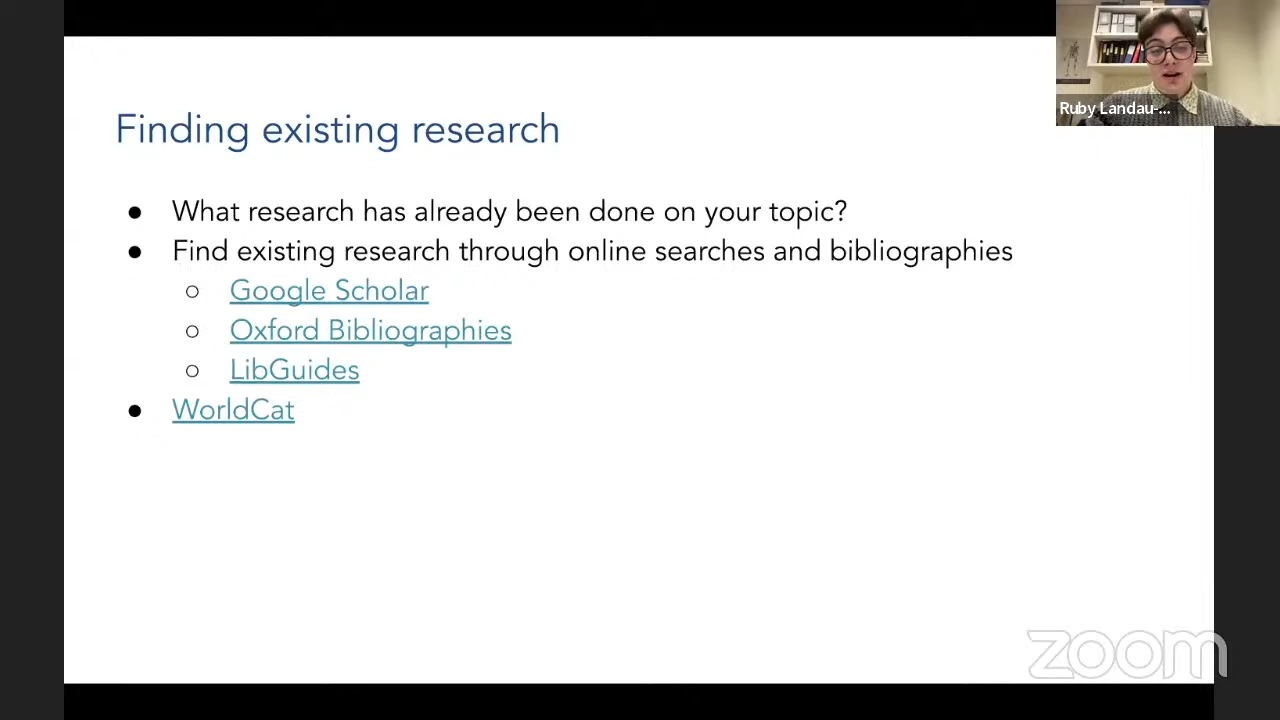 Finding existing research
● What research has already been done on your topic?
● Find existing research through online searches and bibliographies
○ Google Scholar
○ Oxford Bibliographies
○ LibGuides
● WorldCat
Ruby Landau-...
zoom